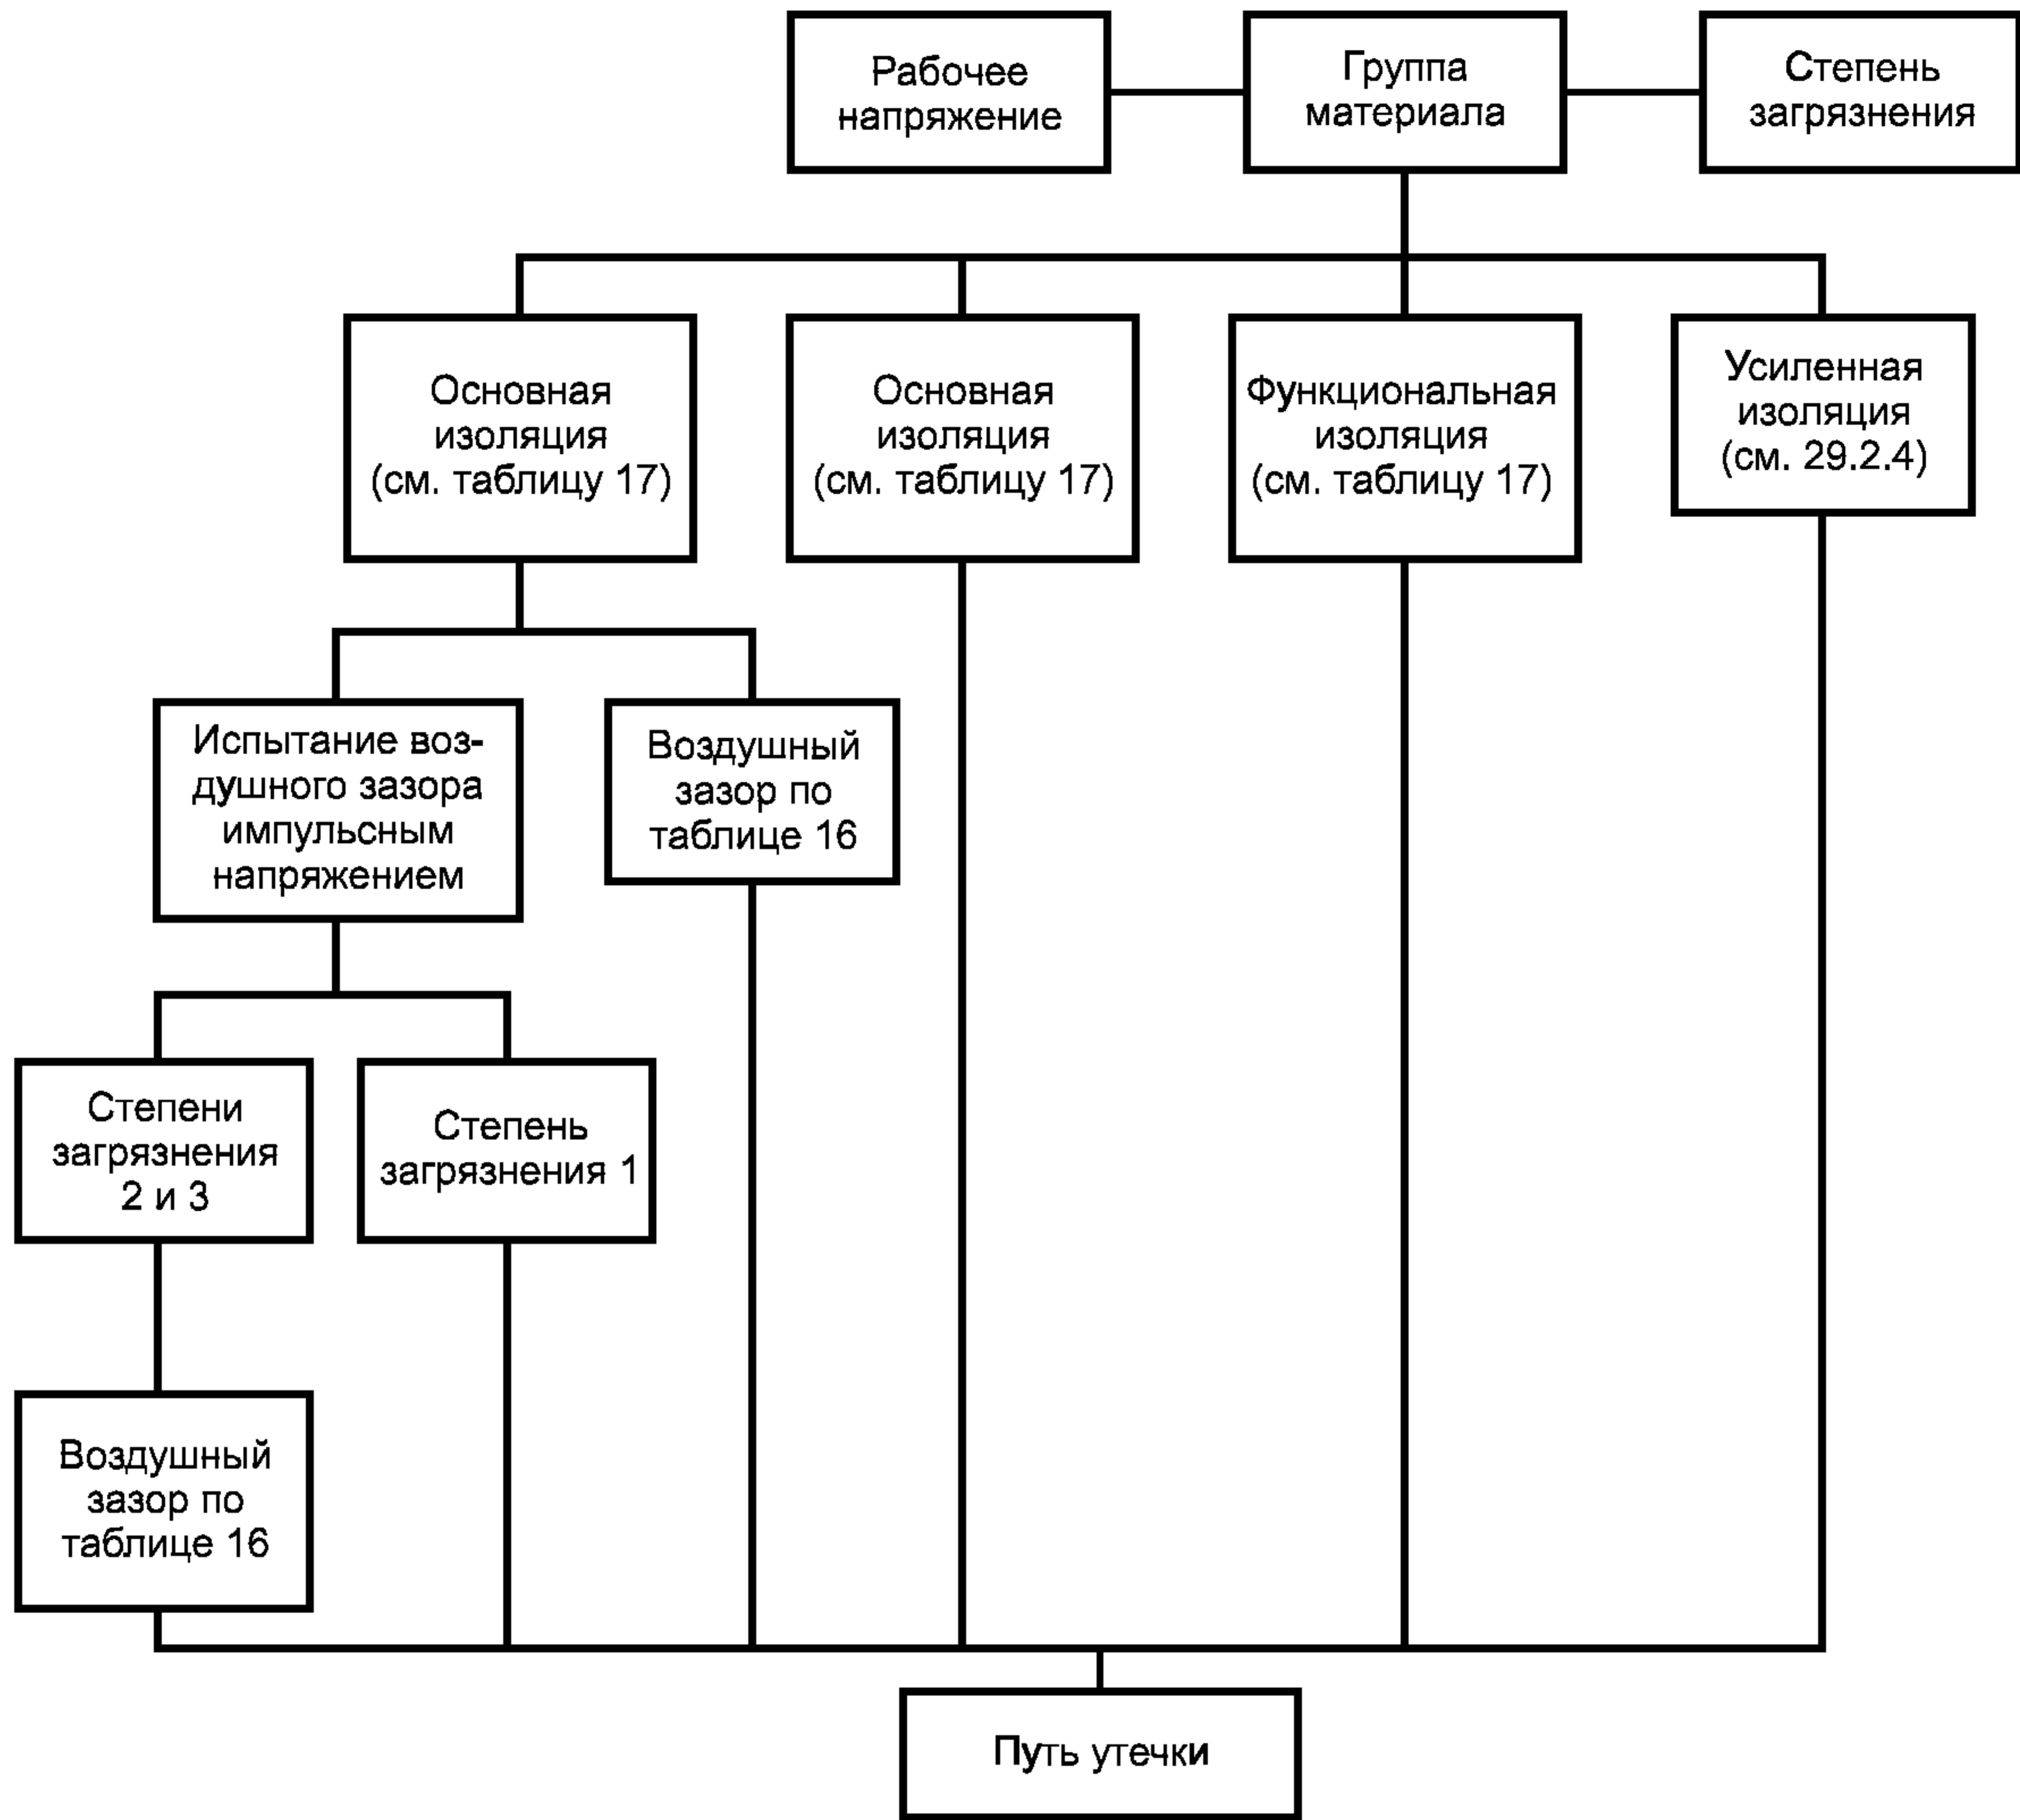 Рабочее
напряжение
Группа
материала
Степень
загрязнения
Основная
изоляция
(см. таблицу 17)
Основная
изоляция
(см. таблицу 17)
Функциональная
изоляция
(см. таблицу 17)
Усиленная
изоляция
(см. 29.2.4)
Испытание воз-
душного зазора
импульсным
напряжением
Воздушный
зазор по
таблице 16
Степени
загрязнения
2 и 3
Степень
загрязнения 1
Воздушный
зазор по
таблице 16
Путь утечки